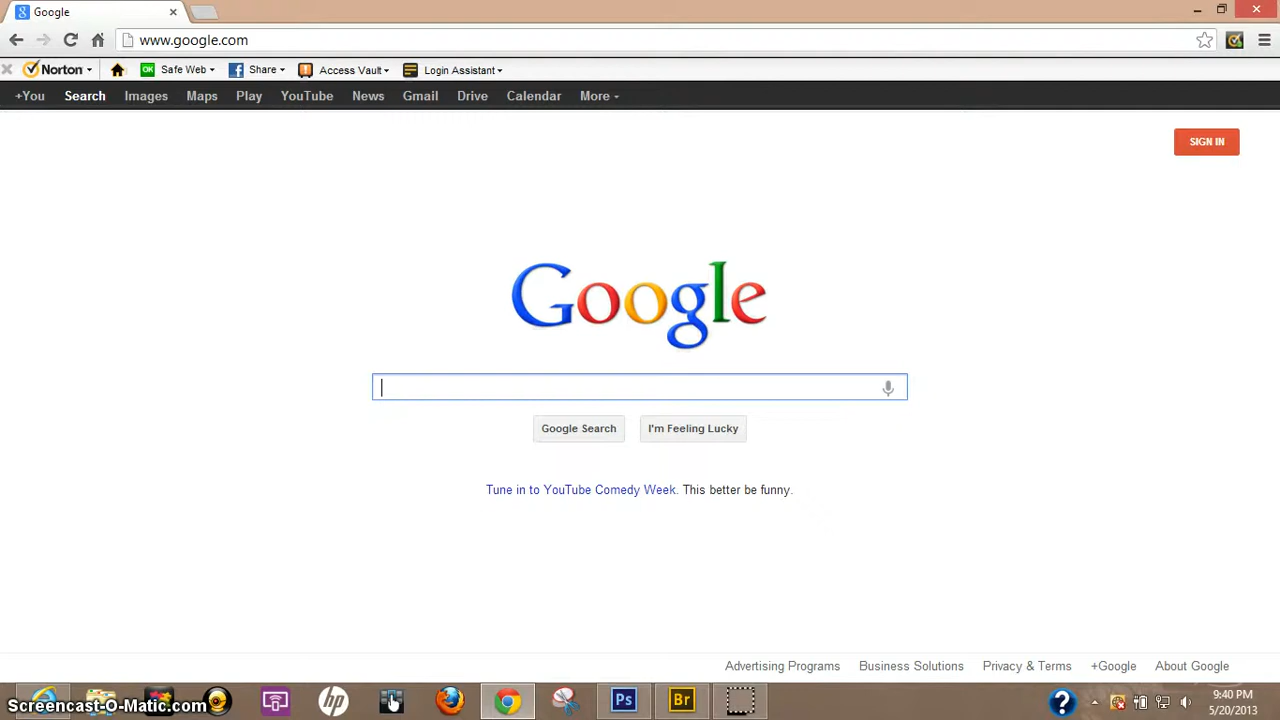 Google
www.google.com
Norton Safe Web Share Access Vault Login Assistant
+You Search Images Maps Play YouTube News Gmail Drive Calendar More
SIGN IN
Google
Google Search I'm Feeling Lucky
Tune in to YouTube Comedy Week. This better be funny.
Advertising Programs Business Solutions Privacy & Terms +Google About Google
Screencast-O-Matic.com
hp
Ps
Br
?
9:40 PM
5/20/2013